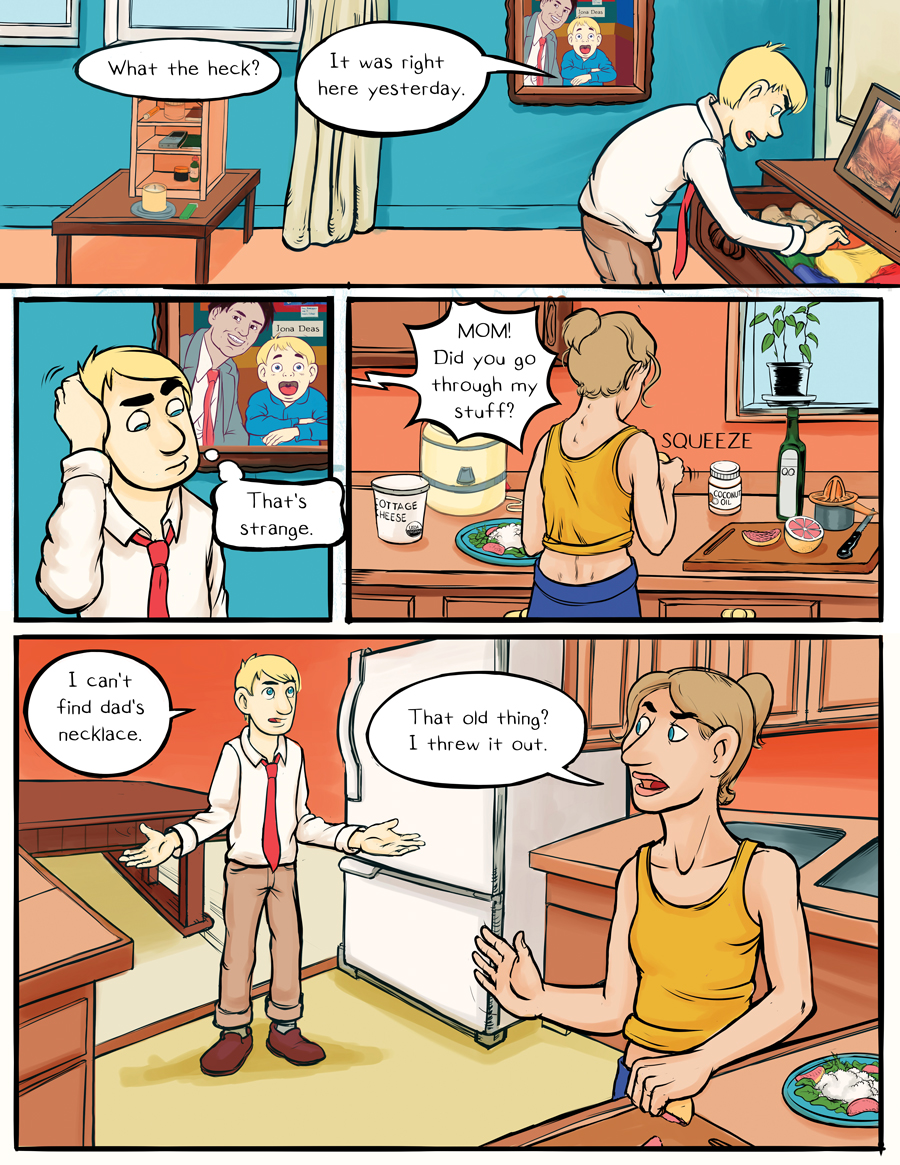 What the heck?
It was right
here yesterday.
Jona Deas
Jona Deas
That's
strange.
MOM!
Did you go
through my
stuff?
SQUEEZE
COTTAGE
CHEESE
USDA
COCONUT
OIL
I can't
find dad's
necklace.
That old thing?
I threw it out.